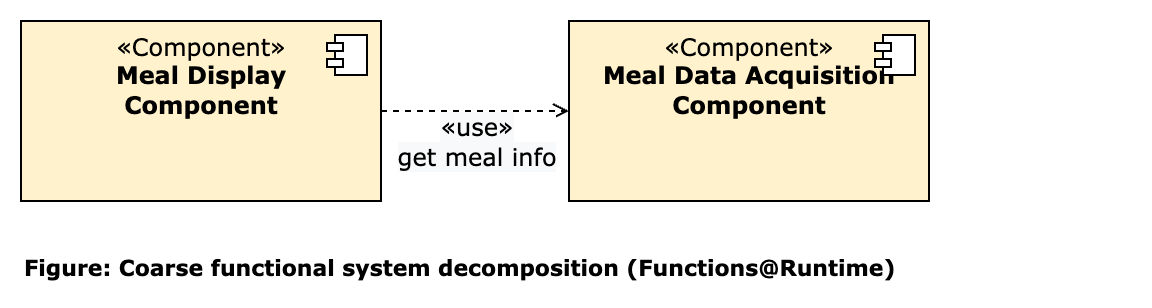 «Component»
Meal Display
Component
«Component»
Meal Data Acquisition
Component
«use»
get meal info
Figure: Coarse functional system decomposition (Functions@Runtime)